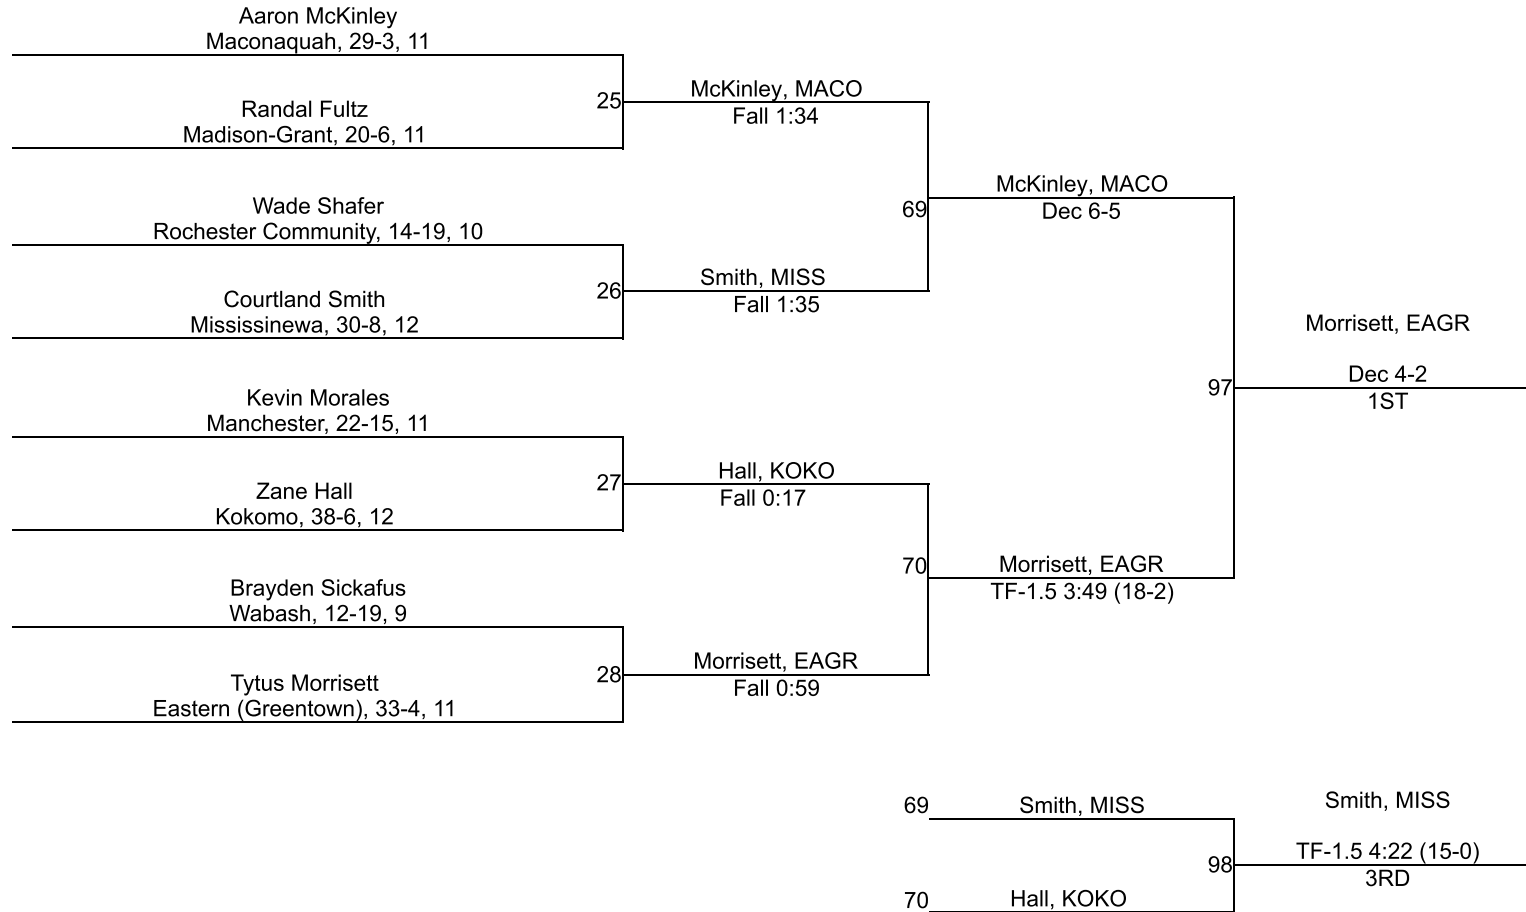 Aaron McKinley
Maconaquah, 29-3, 11
25
McKinley, MACO
Fall 1:34
Randal Fultz
Madison-Grant, 20-6, 11
69
McKinley, MACO
Dec 6-5
Wade Shafer
Rochester Community, 14-19, 10
26
Smith, MISS
Fall 1:35
Courtland Smith
Mississinewa, 30-8, 12
97
Morrisett, EAGR
Dec 4-2
1ST
Kevin Morales
Manchester, 22-15, 11
27
Hall, KOKO
Fall 0:17
Zane Hall
Kokomo, 38-6, 12
70
Morrisett, EAGR
TF-1.5 3:49 (18-2)
Brayden Sickafus
Wabash, 12-19, 9
28
Morrisett, EAGR
Fall 0:59
Tytus Morrisett
Eastern (Greentown), 33-4, 11
69
Smith, MISS
98
Smith, MISS
TF-1.5 4:22 (15-0)
3RD
70
Hall, KOKO